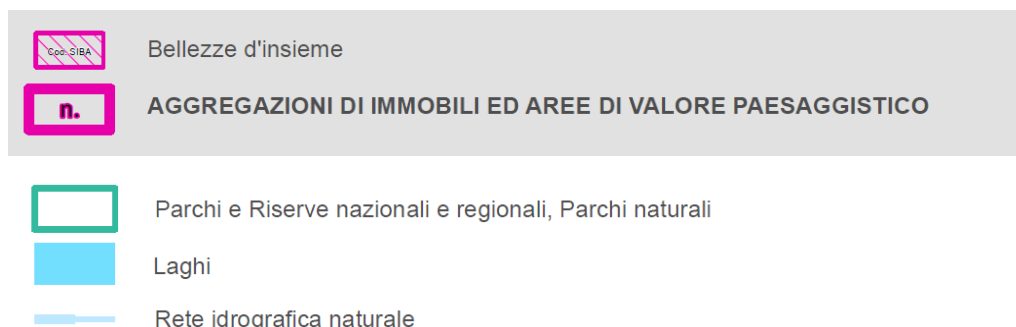 Cod. SIBA
Bellezze d'insieme
n.
AGGREGAZIONI DI IMMOBILI ED AREE DI VALORE PAESAGGISTICO
Parchi e Riserve nazionali e regionali, Parchi naturali
Laghi
Rete idrografica naturale